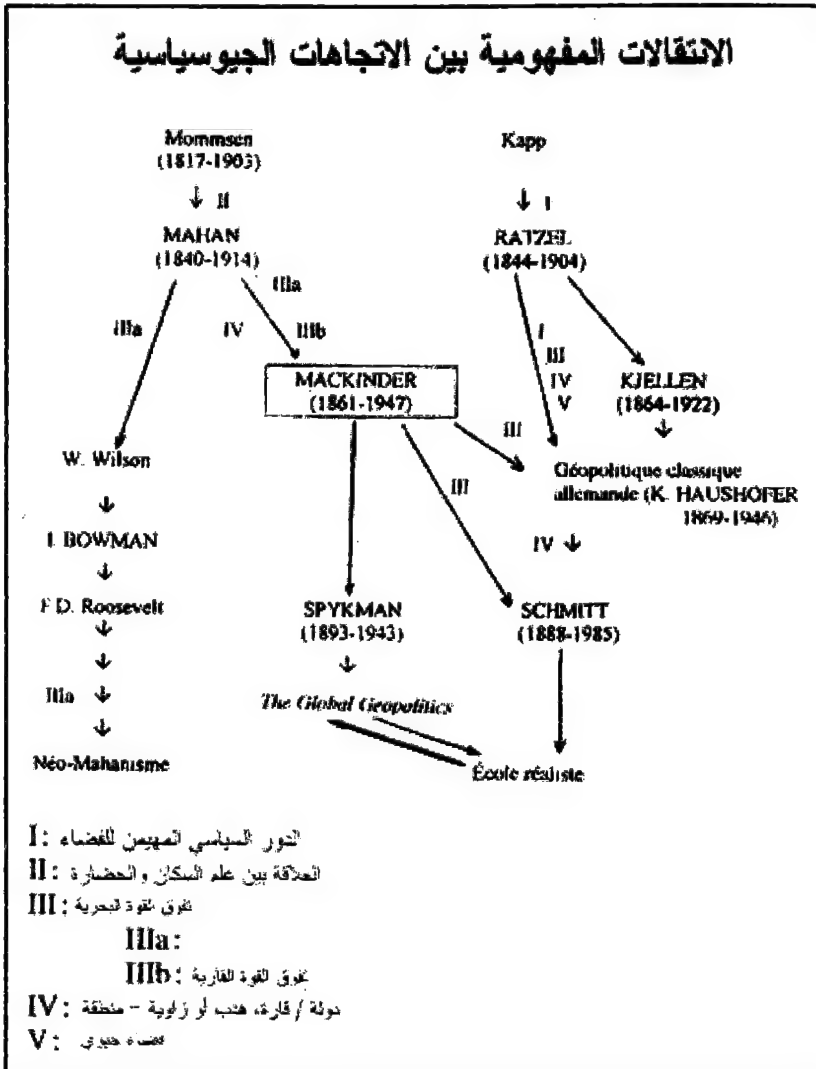 الانتقالات المفهومية بين الاتجاهات الجيوسياسية
Mommsen
(1817-1903)
Kapp
II
I
MAHAN
(1840-1914)
RATZEL
(1844-1904)
IIIa
IIIa
IV
IIIb
I
III
IV
V
MACKINDER
(1861-1947)
KJELLEN
(1864-1922)
III
W. Wilson
III
Géopolitique classique
allemande (K. HAUSHOFER
1869-1946)
IV
I. BOWMAN
F.D. Roosevelt
SPYKMAN
(1893-1943)
SCHMITT
(1888-1985)
IIIa
The Global Geopolitics
Néo-Mahanisme
École réaliste
I: الدور السياسي المهيمن للفضاء
II: العلاقة بين علم السكان والحضارة
III: تفوق القوة البحرية
IIIa:
IIIb: تفوق القوة القارية
IV: دولة / قارة، أو زاوية - منطقة
V: فضاء حيوي